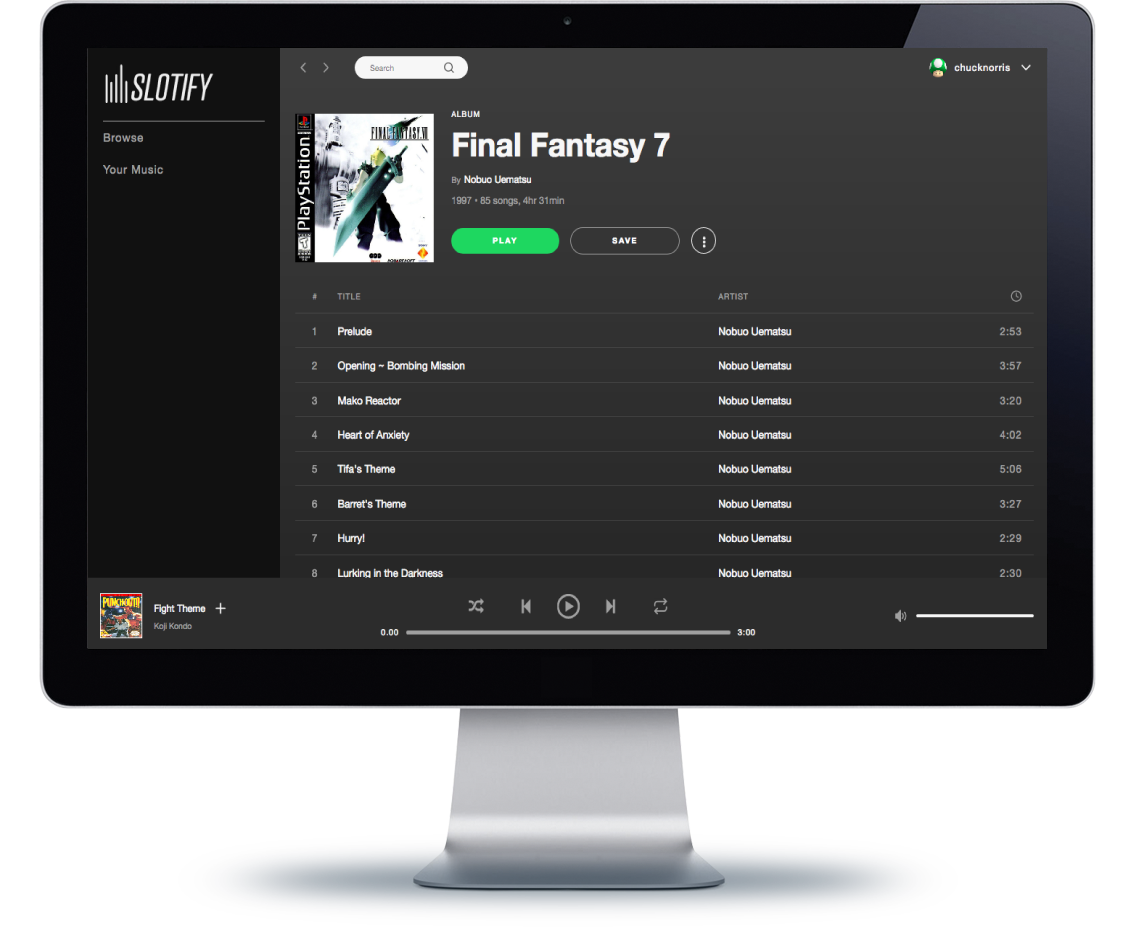 SLOTIFY
Browse
Your Music
Search
chucknorris
PlayStation
FINAL FANTASY VII
ALBUM
Final Fantasy 7
By Nobuo Uematsu
1997 • 85 songs, 4hr 31min
PLAY
SAVE
# TITLE ARTIST
1 Prelude Nobuo Uematsu 2:53
2 Opening ~ Bombing Mission Nobuo Uematsu 3:57
3 Mako Reactor Nobuo Uematsu 3:20
4 Heart of Anxiety Nobuo Uematsu 4:02
5 Tifa's Theme Nobuo Uematsu 5:06
6 Barret's Theme Nobuo Uematsu 3:27
7 Hurry! Nobuo Uematsu 2:29
8 Lurking in the Darkness Nobuo Uematsu 2:30
PUNCH-OUT!!
Fight Theme
Koji Kondo
0.00 3:00